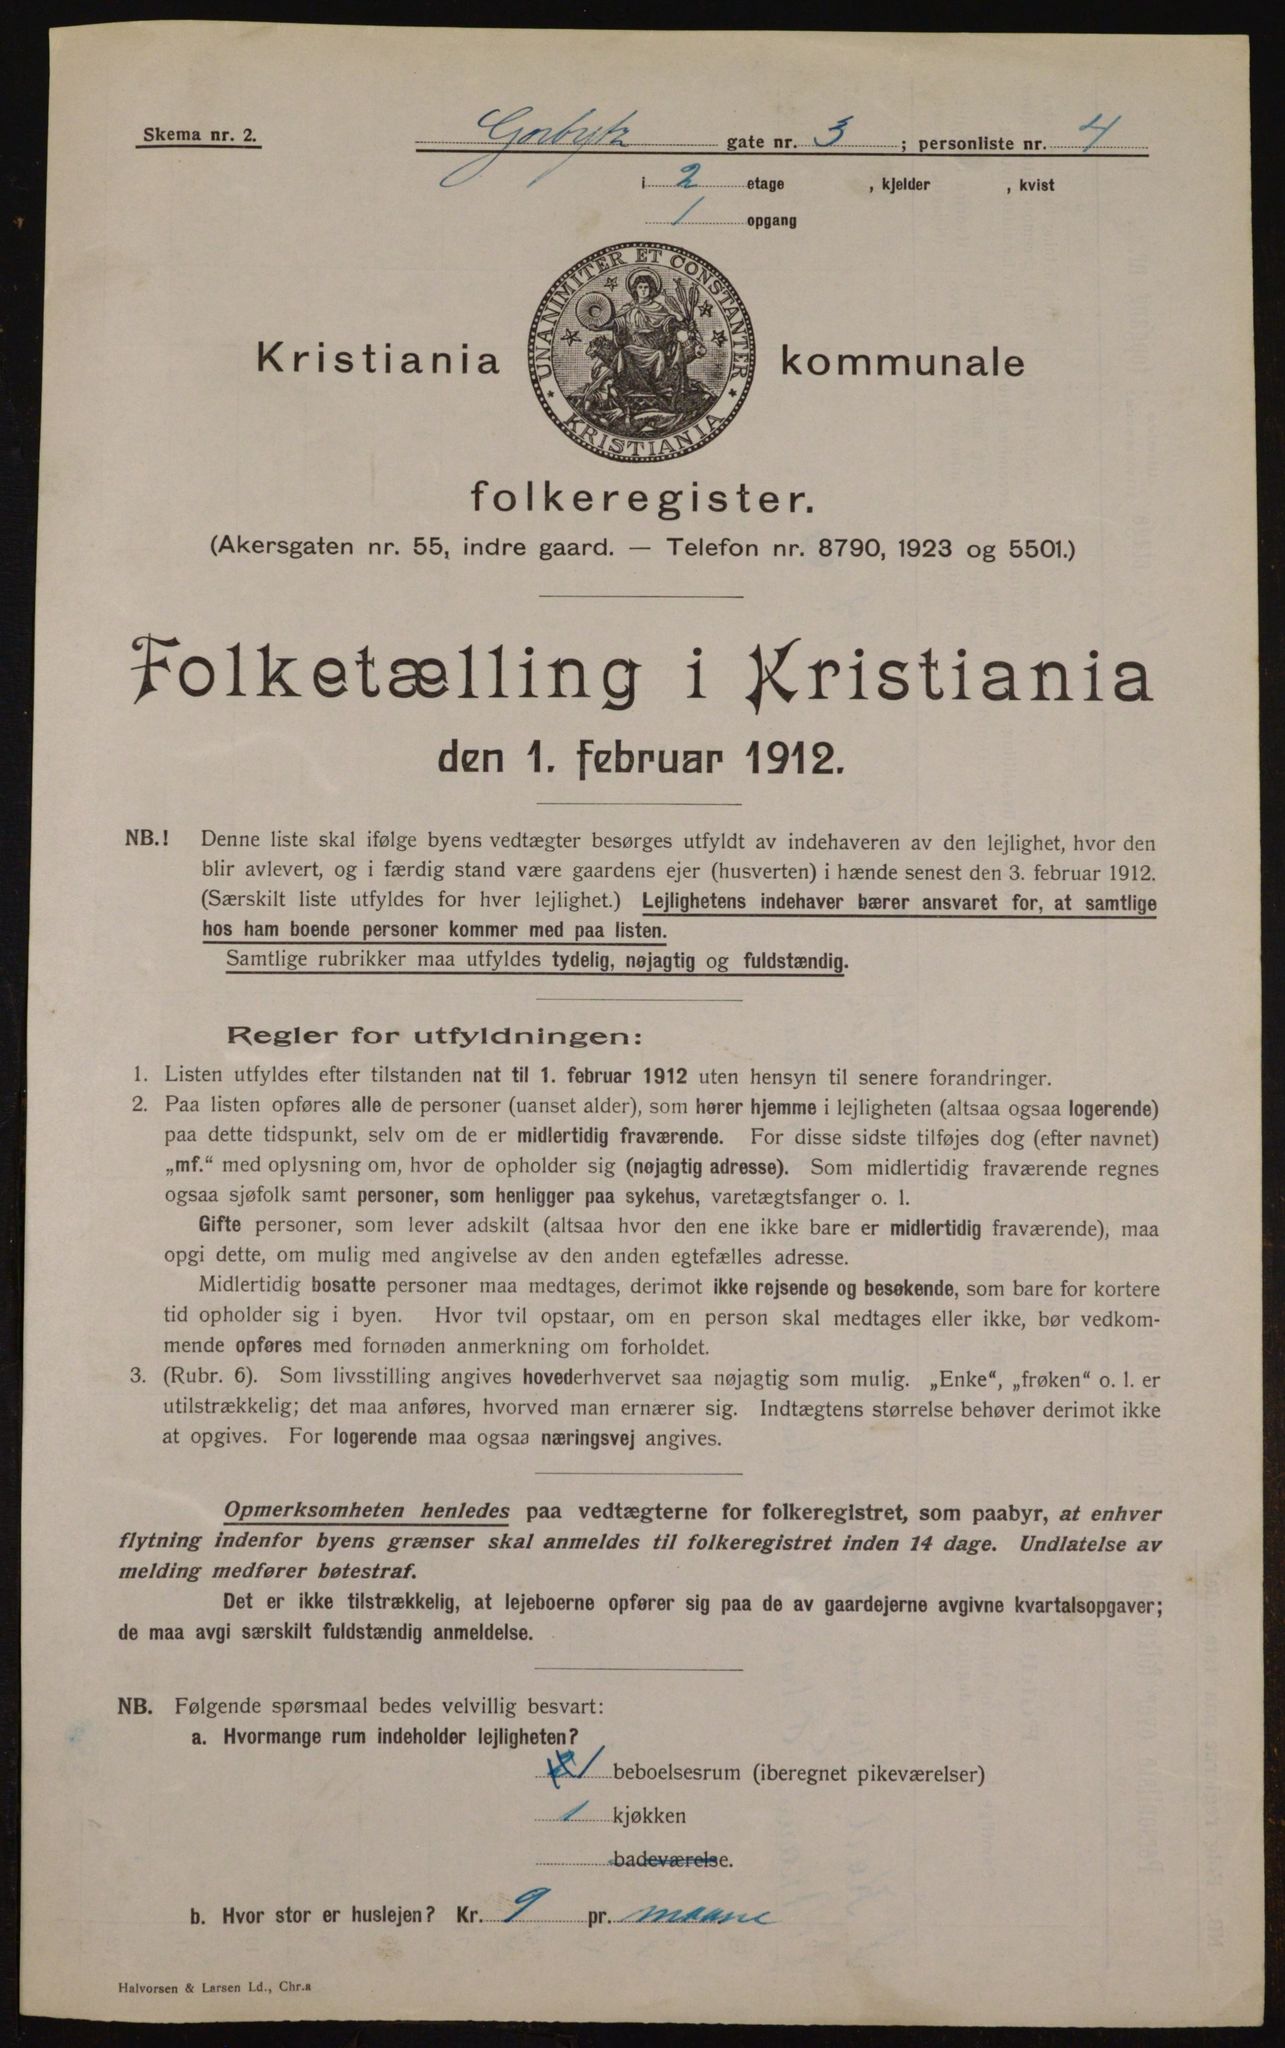 Skema nr. 2.
Gorbytz gate nr. 3 ; personliste nr. 4
i 2 etage , kjelder , kvist
1 opgang
UNANIMITER ET CONSTANTER
KRISTIANIA
Kristiania kommunale
folkeregister.
(Akersgaten nr. 55, indre gaard. — Telefon nr. 8790, 1923 og 5501.)
Folketælling i Kristiania
den 1. februar 1912.
NB.! Denne liste skal ifølge byens vedtægter besørges utfyldt av indehaveren av den lejlighet, hvor den
blir avlevert, og i færdig stand være gaardens ejer (husverten) i hænde senest den 3. februar 1912.
(Særskilt liste utfyldes for hver lejlighet.) Lejlighetens indehaver bærer ansvaret for, at samtlige
hos ham boende personer kommer med paa listen.
Samtlige rubrikker maa utfyldes tydelig, nøjagtig og fuldstændig.
Regler for utfyldningen:
1. Listen utfyldes efter tilstanden nat til 1. februar 1912 uten hensyn til senere forandringer.
2. Paa listen opføres alle de personer (uanset alder), som hører hjemme i lejligheten (altsaa ogsaa logerende)
paa dette tidspunkt, selv om de er midlertidig fraværende. For disse sidste tilføjes dog (efter navnet)
„mf.“ med oplysning om, hvor de opholder sig (nøjagtig adresse). Som midlertidig fraværende regnes
ogsaa sjøfolk samt personer, som henligger paa sykehus, varetægtsfanger o. l.
Gifte personer, som lever adskilt (altsaa hvor den ene ikke bare er midlertidig fraværende), maa
opgi dette, om mulig med angivelse av den anden egtefælles adresse.
Midlertidig bosatte personer maa medtages, derimot ikke rejsende og besøkende, som bare for kortere
tid opholder sig i byen. Hvor tvil opstaar, om en person skal medtages eller ikke, bør vedkom-
mende opføres med fornøden anmerkning om forholdet.
3. (Rubr. 6). Som livsstilling angives hovederhvervet saa nøjagtig som mulig. „Enke“, „frøken“ o. l. er
utilstrækkelig; det maa anføres, hvorved man ernærer sig. Indtægtens størrelse behøver derimot ikke
at opgives. For logerende maa ogsaa næringsvej angives.
Opmerksomheten henledes paa vedtægterne for folkeregistret, som paabyr, at enhver
flytning indenfor byens grænser skal anmeldes til folkeregistret inden 14 dage. Undlatelse av
melding medfører bøtestraf.
Det er ikke tilstrækkelig, at lejeboerne opfører sig paa de av gaardejerne avgivne kvartalsopgaver;
de maa avgi særskilt fuldstændig anmeldelse.
NB. Følgende spørsmaal bedes velvillig besvart:
a. Hvormange rum indeholder lejligheten?
1 beboelsesrum (iberegnet pikeværelser)
1 kjøkken
badeværelse.
b. Hvor stor er huslejen? Kr. 9 pr. maane
Halvorsen & Larsen Ld., Chr.a